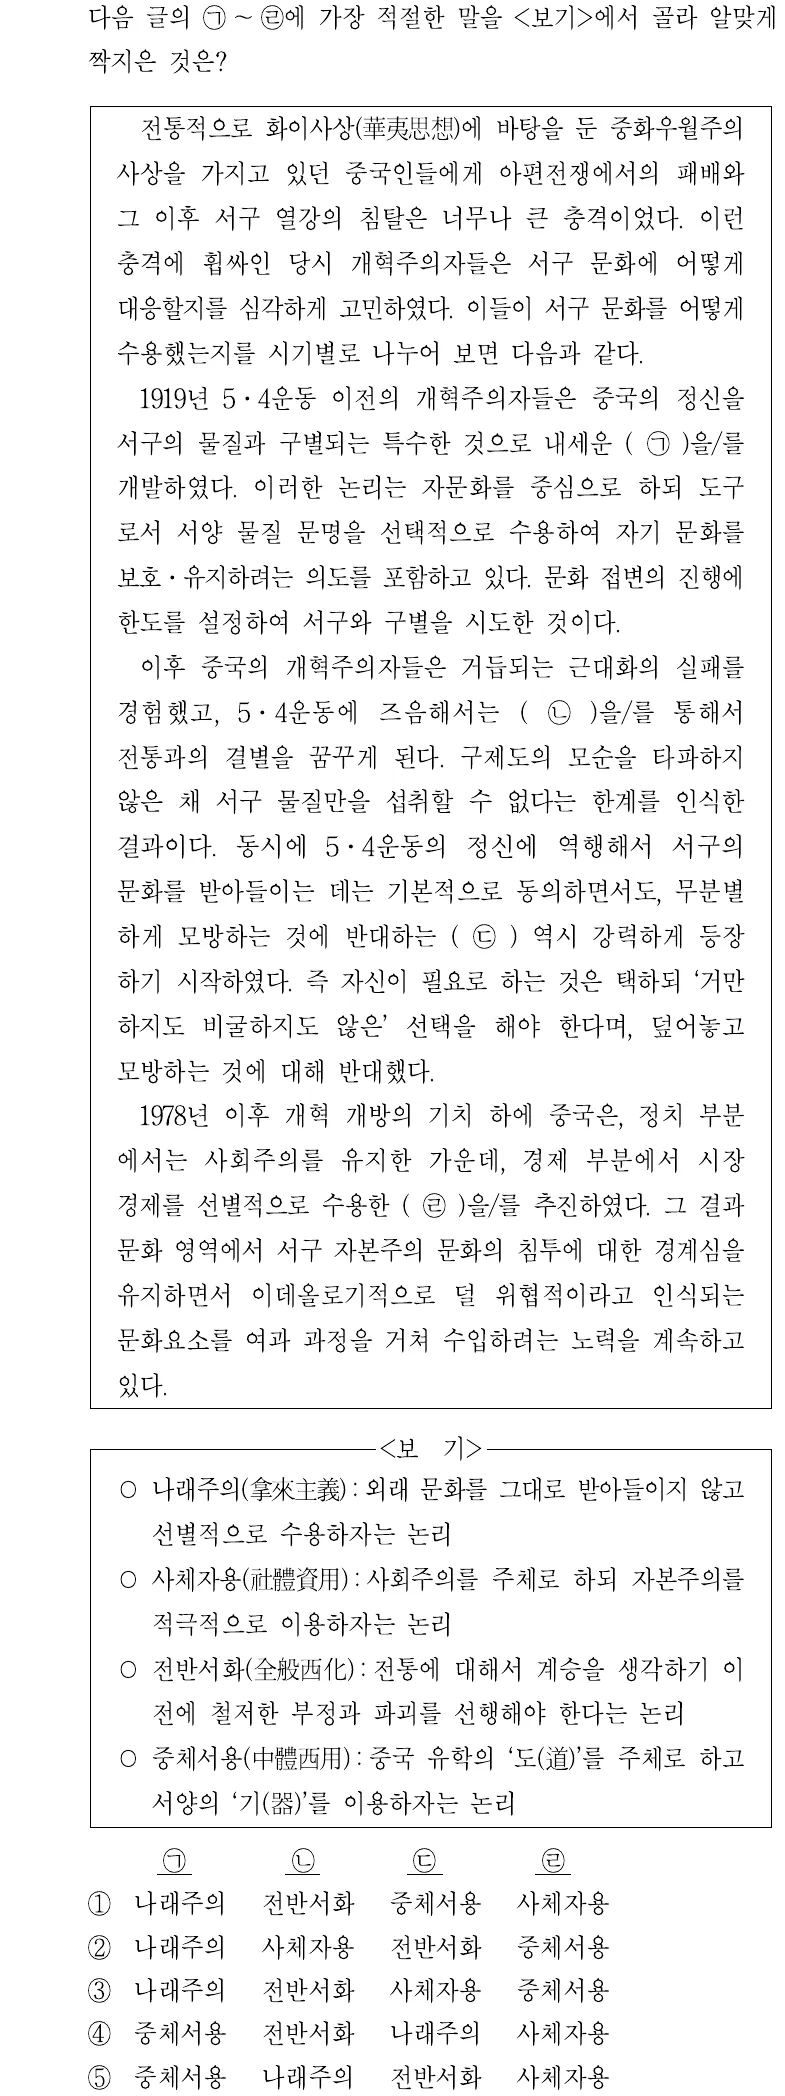 다음 글의 ㉠ ~ ㉣에 가장 적절한 말을 <보기>에서 골라 알맞게
짝지은 것은?
전통적으로 화이사상(華夷思想)에 바탕을 둔 중화우월주의
사상을 가지고 있던 중국인들에게 아편전쟁에서의 패배와
그 이후 서구 열강의 침탈은 너무나 큰 충격이었다. 이런
충격에 휩싸인 당시 개혁주의자들은 서구 문화에 어떻게
대응할지를 심각하게 고민하였다. 이들이 서구 문화를 어떻게
수용했는지를 시기별로 나누어 보면 다음과 같다.
1919년 5·4운동 이전의 개혁주의자들은 중국의 정신을
서구의 물질과 구별되는 특수한 것으로 내세운 ( ㉠ )을/를
개발하였다. 이러한 논리는 자문화를 중심으로 하되 도구
로서 서양 물질 문명을 선택적으로 수용하여 자기 문화를
보호·유지하려는 의도를 포함하고 있다. 문화 접변의 진행에
한도를 설정하여 서구와 구별을 시도한 것이다.
이후 중국의 개혁주의자들은 거듭되는 근대화의 실패를
경험했고, 5·4운동에 즈음해서는 ( ㉡ )을/를 통해서
전통과의 결별을 꿈꾸게 된다. 구제도의 모순을 타파하지
않은 채 서구 물질만을 섭취할 수 없다는 한계를 인식한
결과이다. 동시에 5·4운동의 정신에 역행해서 서구의
문화를 받아들이는 데는 기본적으로 동의하면서도, 무분별
하게 모방하는 것에 반대하는 ( ㉢ ) 역시 강력하게 등장
하기 시작하였다. 즉 자신이 필요로 하는 것은 택하되 ‘거만
하지도 비굴하지도 않은’ 선택을 해야 한다며, 덮어놓고
모방하는 것에 대해 반대했다.
1978년 이후 개혁 개방의 기치 하에 중국은, 정치 부분
에서는 사회주의를 유지한 가운데, 경제 부분에서 시장
경제를 선별적으로 수용한 ( ㉣ )을/를 추진하였다. 그 결과
문화 영역에서 서구 자본주의 문화의 침투에 대한 경계심을
유지하면서 이데올로기적으로 덜 위협적이라고 인식되는
문화요소를 여과 과정을 거쳐 수입하려는 노력을 계속하고
있다.
<보 기>
○ 나래주의(拿來主義) : 외래 문화를 그대로 받아들이지 않고
선별적으로 수용하자는 논리
○ 사체자용(社體資用) : 사회주의를 주체로 하되 자본주의를
적극적으로 이용하자는 논리
○ 전반서화(全般西化) : 전통에 대해서 계승을 생각하기 이
전에 철저한 부정과 파괴를 선행해야 한다는 논리
○ 중체서용(中體西用) : 중국 유학의 ‘도(道)’를 주체로 하고
서양의 ‘기(器)’를 이용하자는 논리
㉠ ㉡ ㉢ ㉣
① 나래주의 전반서화 중체서용 사체자용
② 나래주의 사체자용 전반서화 중체서용
③ 나래주의 전반서화 사체자용 중체서용
④ 중체서용 전반서화 나래주의 사체자용
⑤ 중체서용 나래주의 전반서화 사체자용